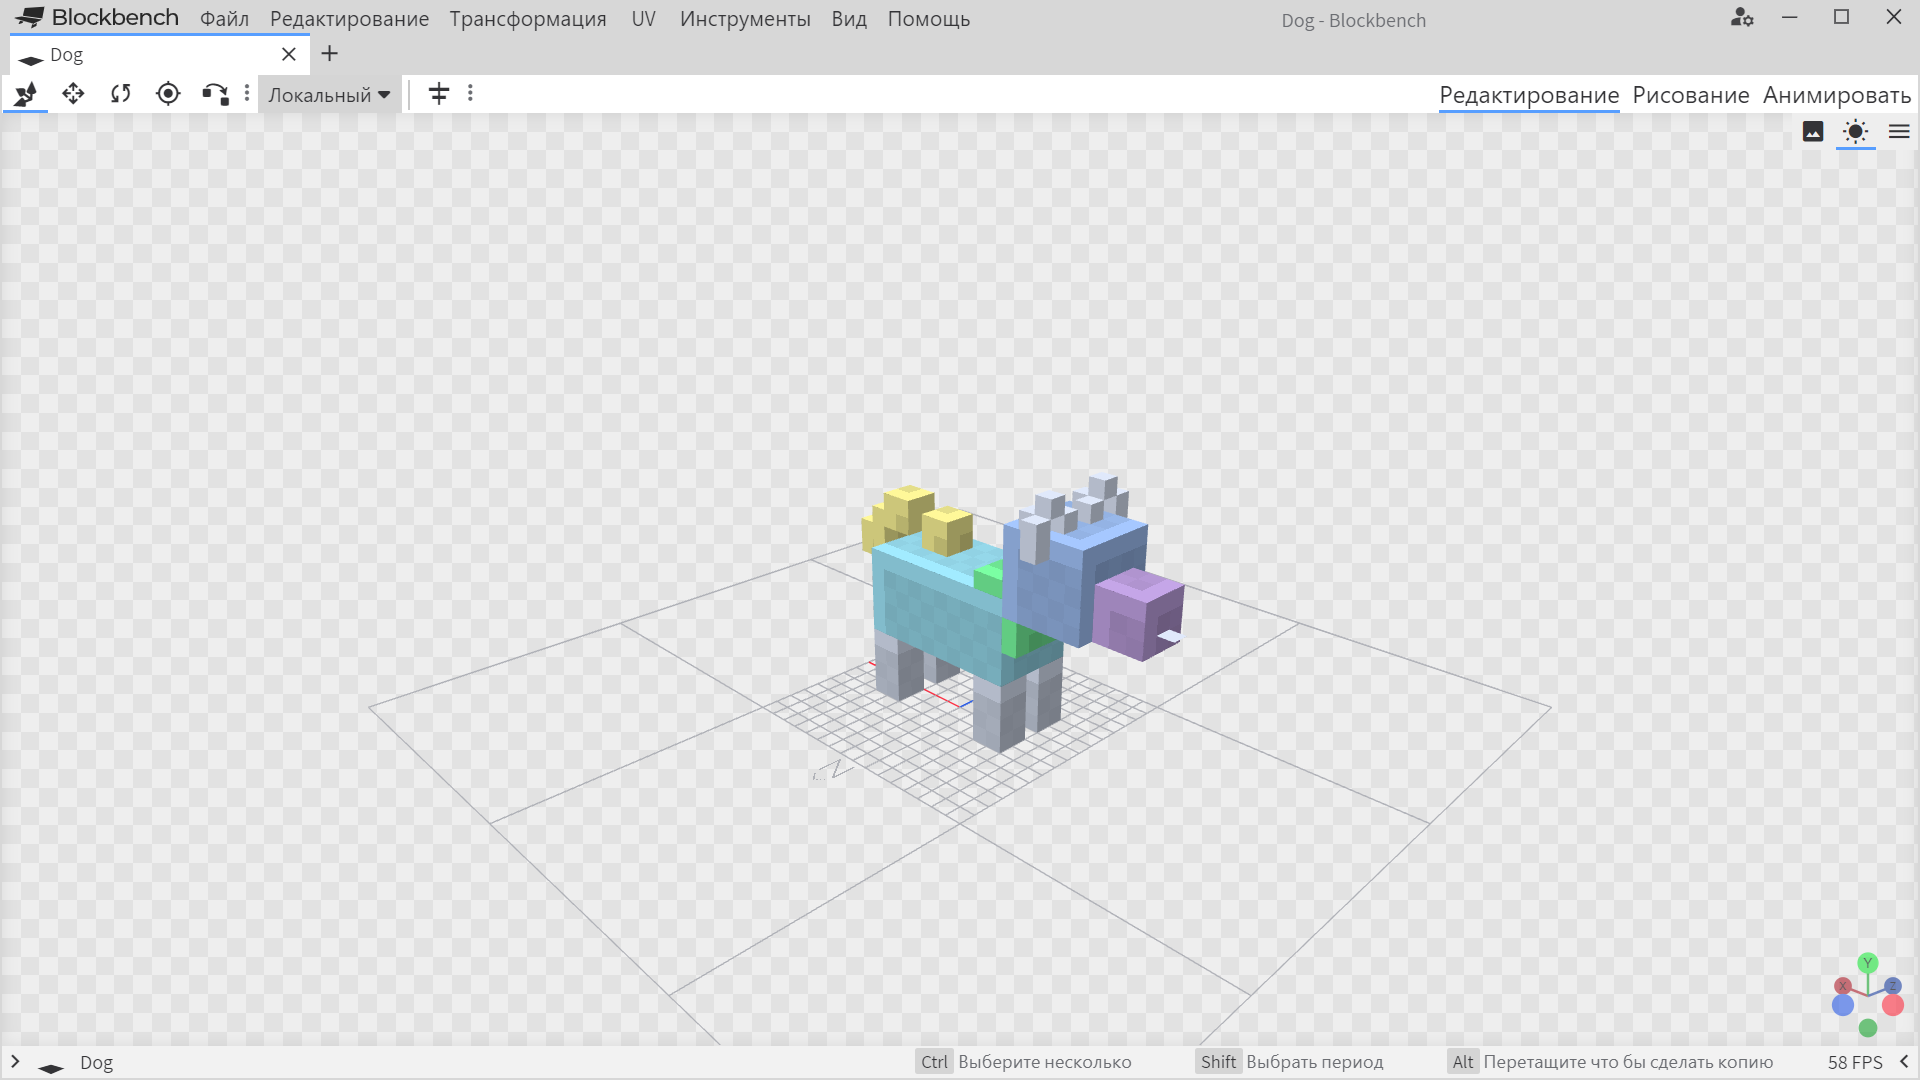 Blockbench Файл Редактирование Трансформация UV Инструменты Вид Помощь Dog - Blockbench
Dog
Локальный Редактирование Рисование Анимировать
Y
X Z
Dog Ctrl Выберите несколько Shift Выбрать период Alt Перетащите что бы сделать копию 58 FPS